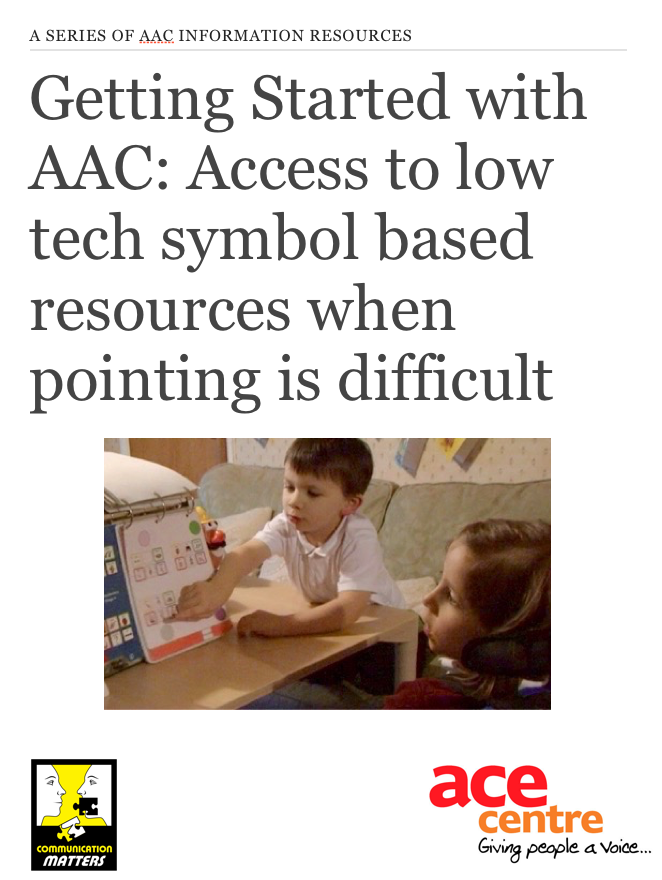 A SERIES OF AAC INFORMATION RESOURCES
Getting Started with
AAC: Access to low
tech symbol based
resources when
pointing is difficult
COMMUNICATION
MATTERS
ace
centre
Giving people a voice...